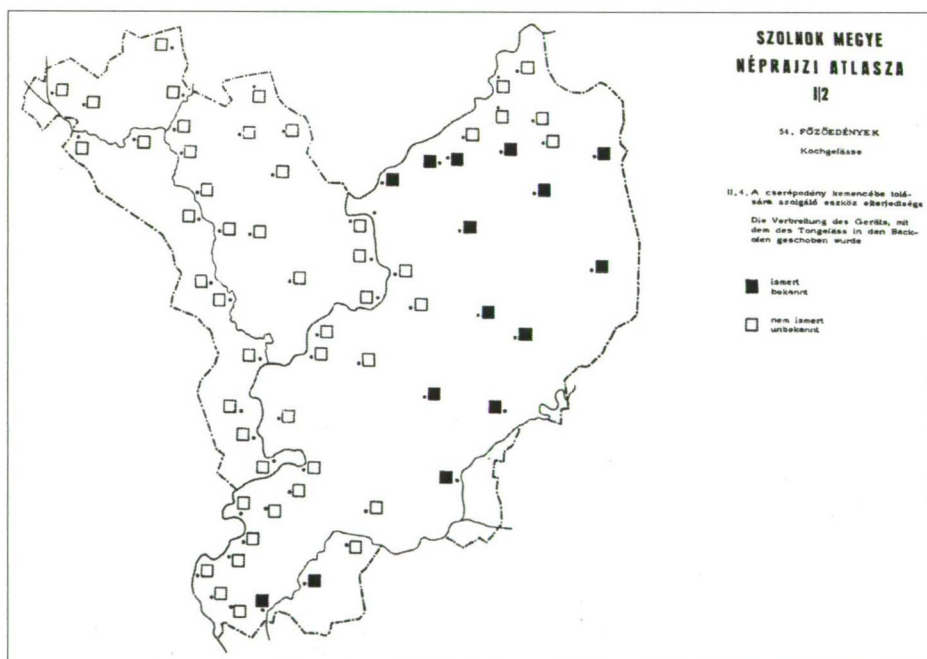 SZOLNOK MEGYE
NÉPRAJZI ATLASZA
I|2
54. FŐZŐEDÉNYEK
Kochgefässe
II.4. A cserépedény kemencébe tolá-
sára szolgáló eszköz elterjedtsége
Die Verbreitung des Geräts, mit
dem des Tongefäss in den Back-
ofen geschoben wurde
ismert
bekannt
nem ismert
unbekannt